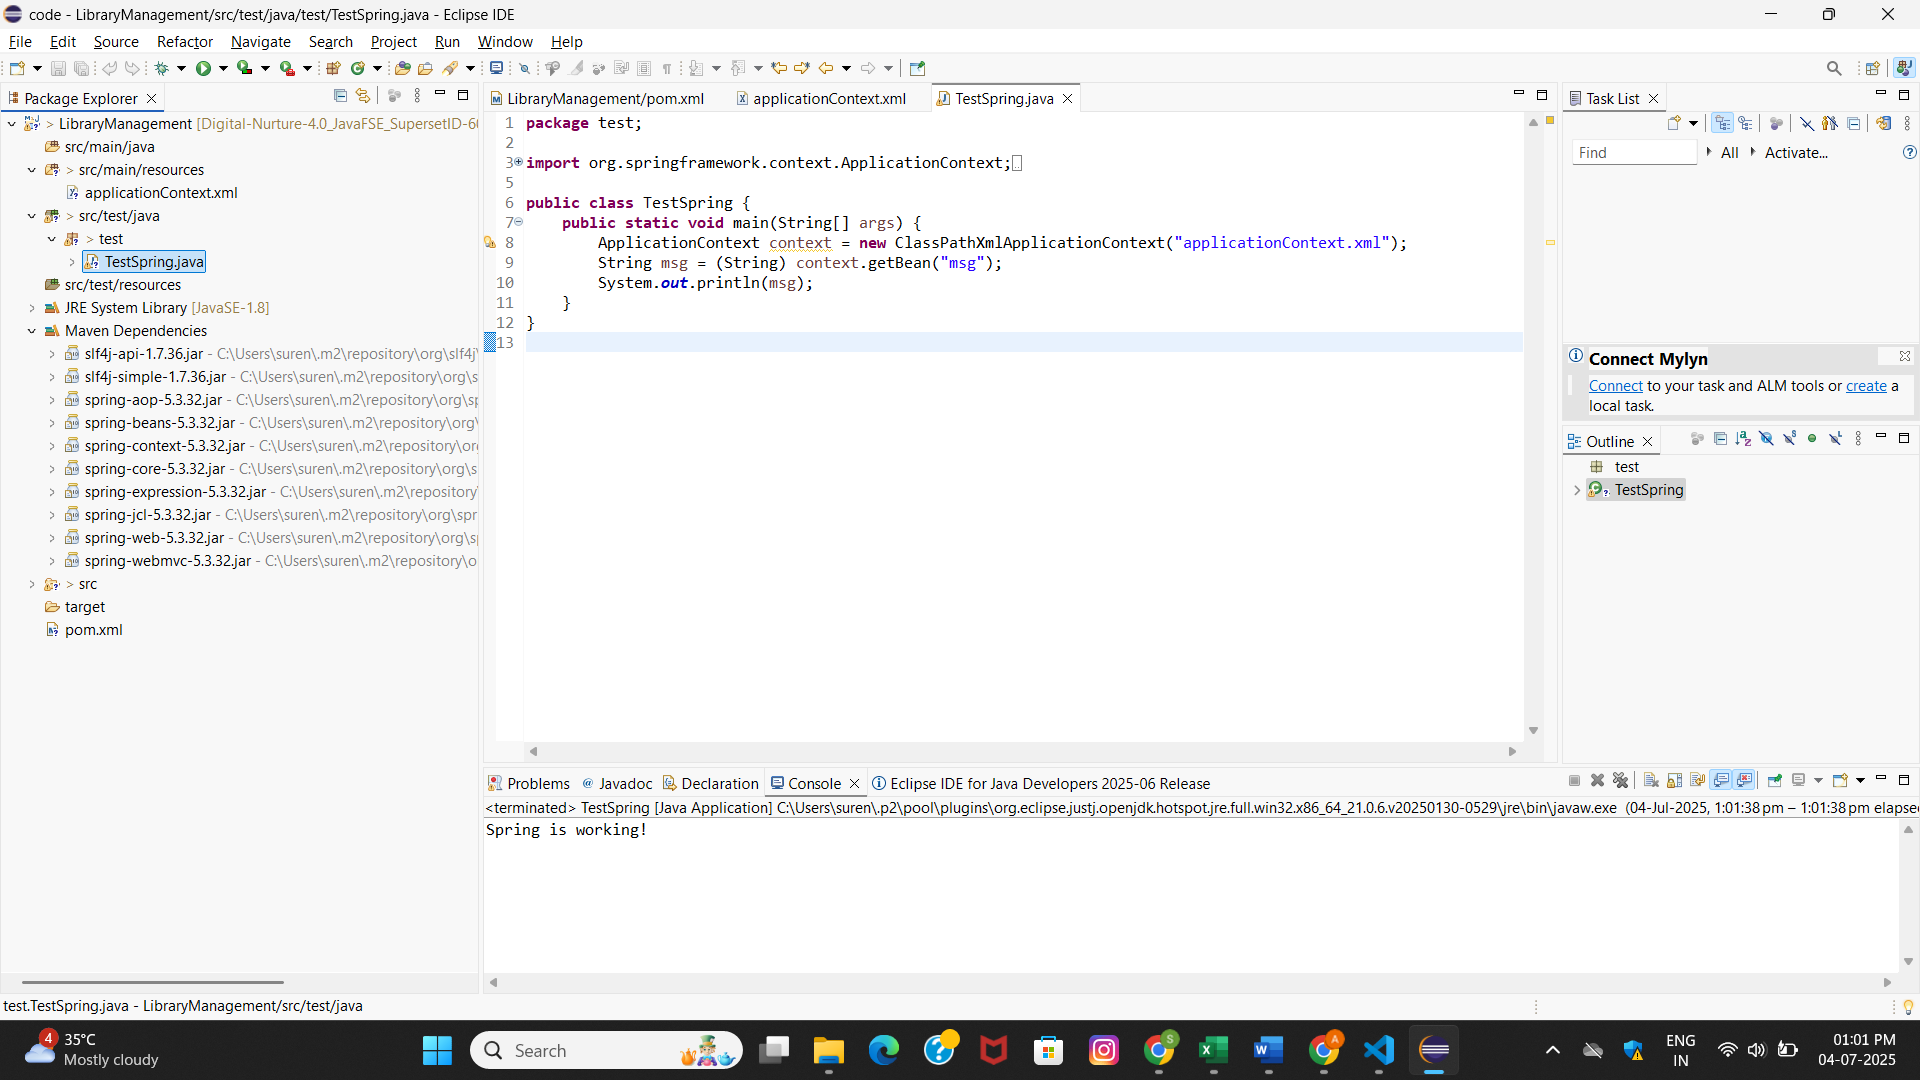 code - LibraryManagement/src/test/java/test/TestSpring.java - Eclipse IDE
File Edit Source Refactor Navigate Search Project Run Window Help
Package Explorer
> LibraryManagement [Digital-Nurture-4.0_JavaFSE_SupersetID-6
src/main/java
> src/main/resources
applicationContext.xml
> src/test/java
> test
TestSpring.java
src/test/resources
JRE System Library [JavaSE-1.8]
Maven Dependencies
slf4j-api-1.7.36.jar - C:\Users\suren\.m2\repository\org\slf4j\
slf4j-simple-1.7.36.jar - C:\Users\suren\.m2\repository\org\s
spring-aop-5.3.32.jar - C:\Users\suren\.m2\repository\org\sp
spring-beans-5.3.32.jar - C:\Users\suren\.m2\repository\org\
spring-context-5.3.32.jar - C:\Users\suren\.m2\repository\or
spring-core-5.3.32.jar - C:\Users\suren\.m2\repository\org\s
spring-expression-5.3.32.jar - C:\Users\suren\.m2\repository\
spring-jcl-5.3.32.jar - C:\Users\suren\.m2\repository\org\spr
spring-web-5.3.32.jar - C:\Users\suren\.m2\repository\org\s
spring-webmvc-5.3.32.jar - C:\Users\suren\.m2\repository\o
> src
target
pom.xml
LibraryManagement/pom.xml applicationContext.xml TestSpring.java
1 package test;
2
3 import org.springframework.context.ApplicationContext;
5
6 public class TestSpring {
7     public static void main(String[] args) {
8         ApplicationContext context = new ClassPathXmlApplicationContext("applicationContext.xml");
9         String msg = (String) context.getBean("msg");
10         System.out.println(msg);
11     }
12 }
13
Task List
Find All Activate...
Connect Mylyn
Connect to your task and ALM tools or create a
local task.
Outline
test
TestSpring
Problems Javadoc Declaration Console Eclipse IDE for Java Developers 2025-06 Release
<terminated> TestSpring [Java Application] C:\Users\suren\.p2\pool\plugins\org.eclipse.justj.openjdk.hotspot.jre.full.win32.x86_64_21.0.6.v20250130-0529\jre\bin\javaw.exe (04-Jul-2025, 1:01:38 pm – 1:01:38 pm elapse
Spring is working!
test.TestSpring.java - LibraryManagement/src/test/java
4
35°C
Mostly cloudy
Search
S
A
ENG
IN
01:01 PM
04-07-2025